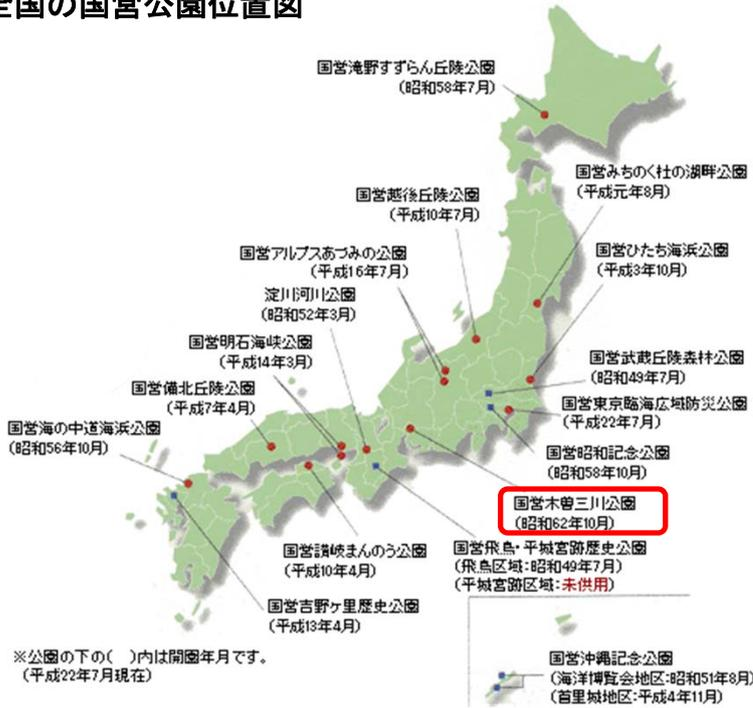 全国の国営公園位置図
国営滝野すずらん丘陵公園
(昭和58年7月)
国営みちのく杜の湖畔公園
(平成元年8月)
国営越後丘陵公園
(平成10年7月)
国営アルプスあづみの公園
(平成16年7月)
国営ひたち海浜公園
(平成3年10月)
淀川河川公園
(昭和52年3月)
国営明石海峡公園
(平成14年3月)
国営武蔵丘陵森林公園
(昭和49年7月)
国営備北丘陵公園
(平成7年4月)
国営東京臨海広域防災公園
(平成22年7月)
国営海の中道海浜公園
(昭和56年10月)
国営昭和記念公園
(昭和58年10月)
国営木曽三川公園
(昭和62年10月)
国営讃岐まんのう公園
(平成10年4月)
国営飛鳥・平城宮跡歴史公園
(飛鳥区域:昭和49年7月)
(平城宮跡区域:未供用)
国営吉野ヶ里歴史公園
(平成13年4月)
※公園の下の( )内は開園年月です。
(平成22年7月現在)
国営沖縄記念公園
(海洋博覧会地区:昭和51年8月)
(首里城地区:平成4年11月)